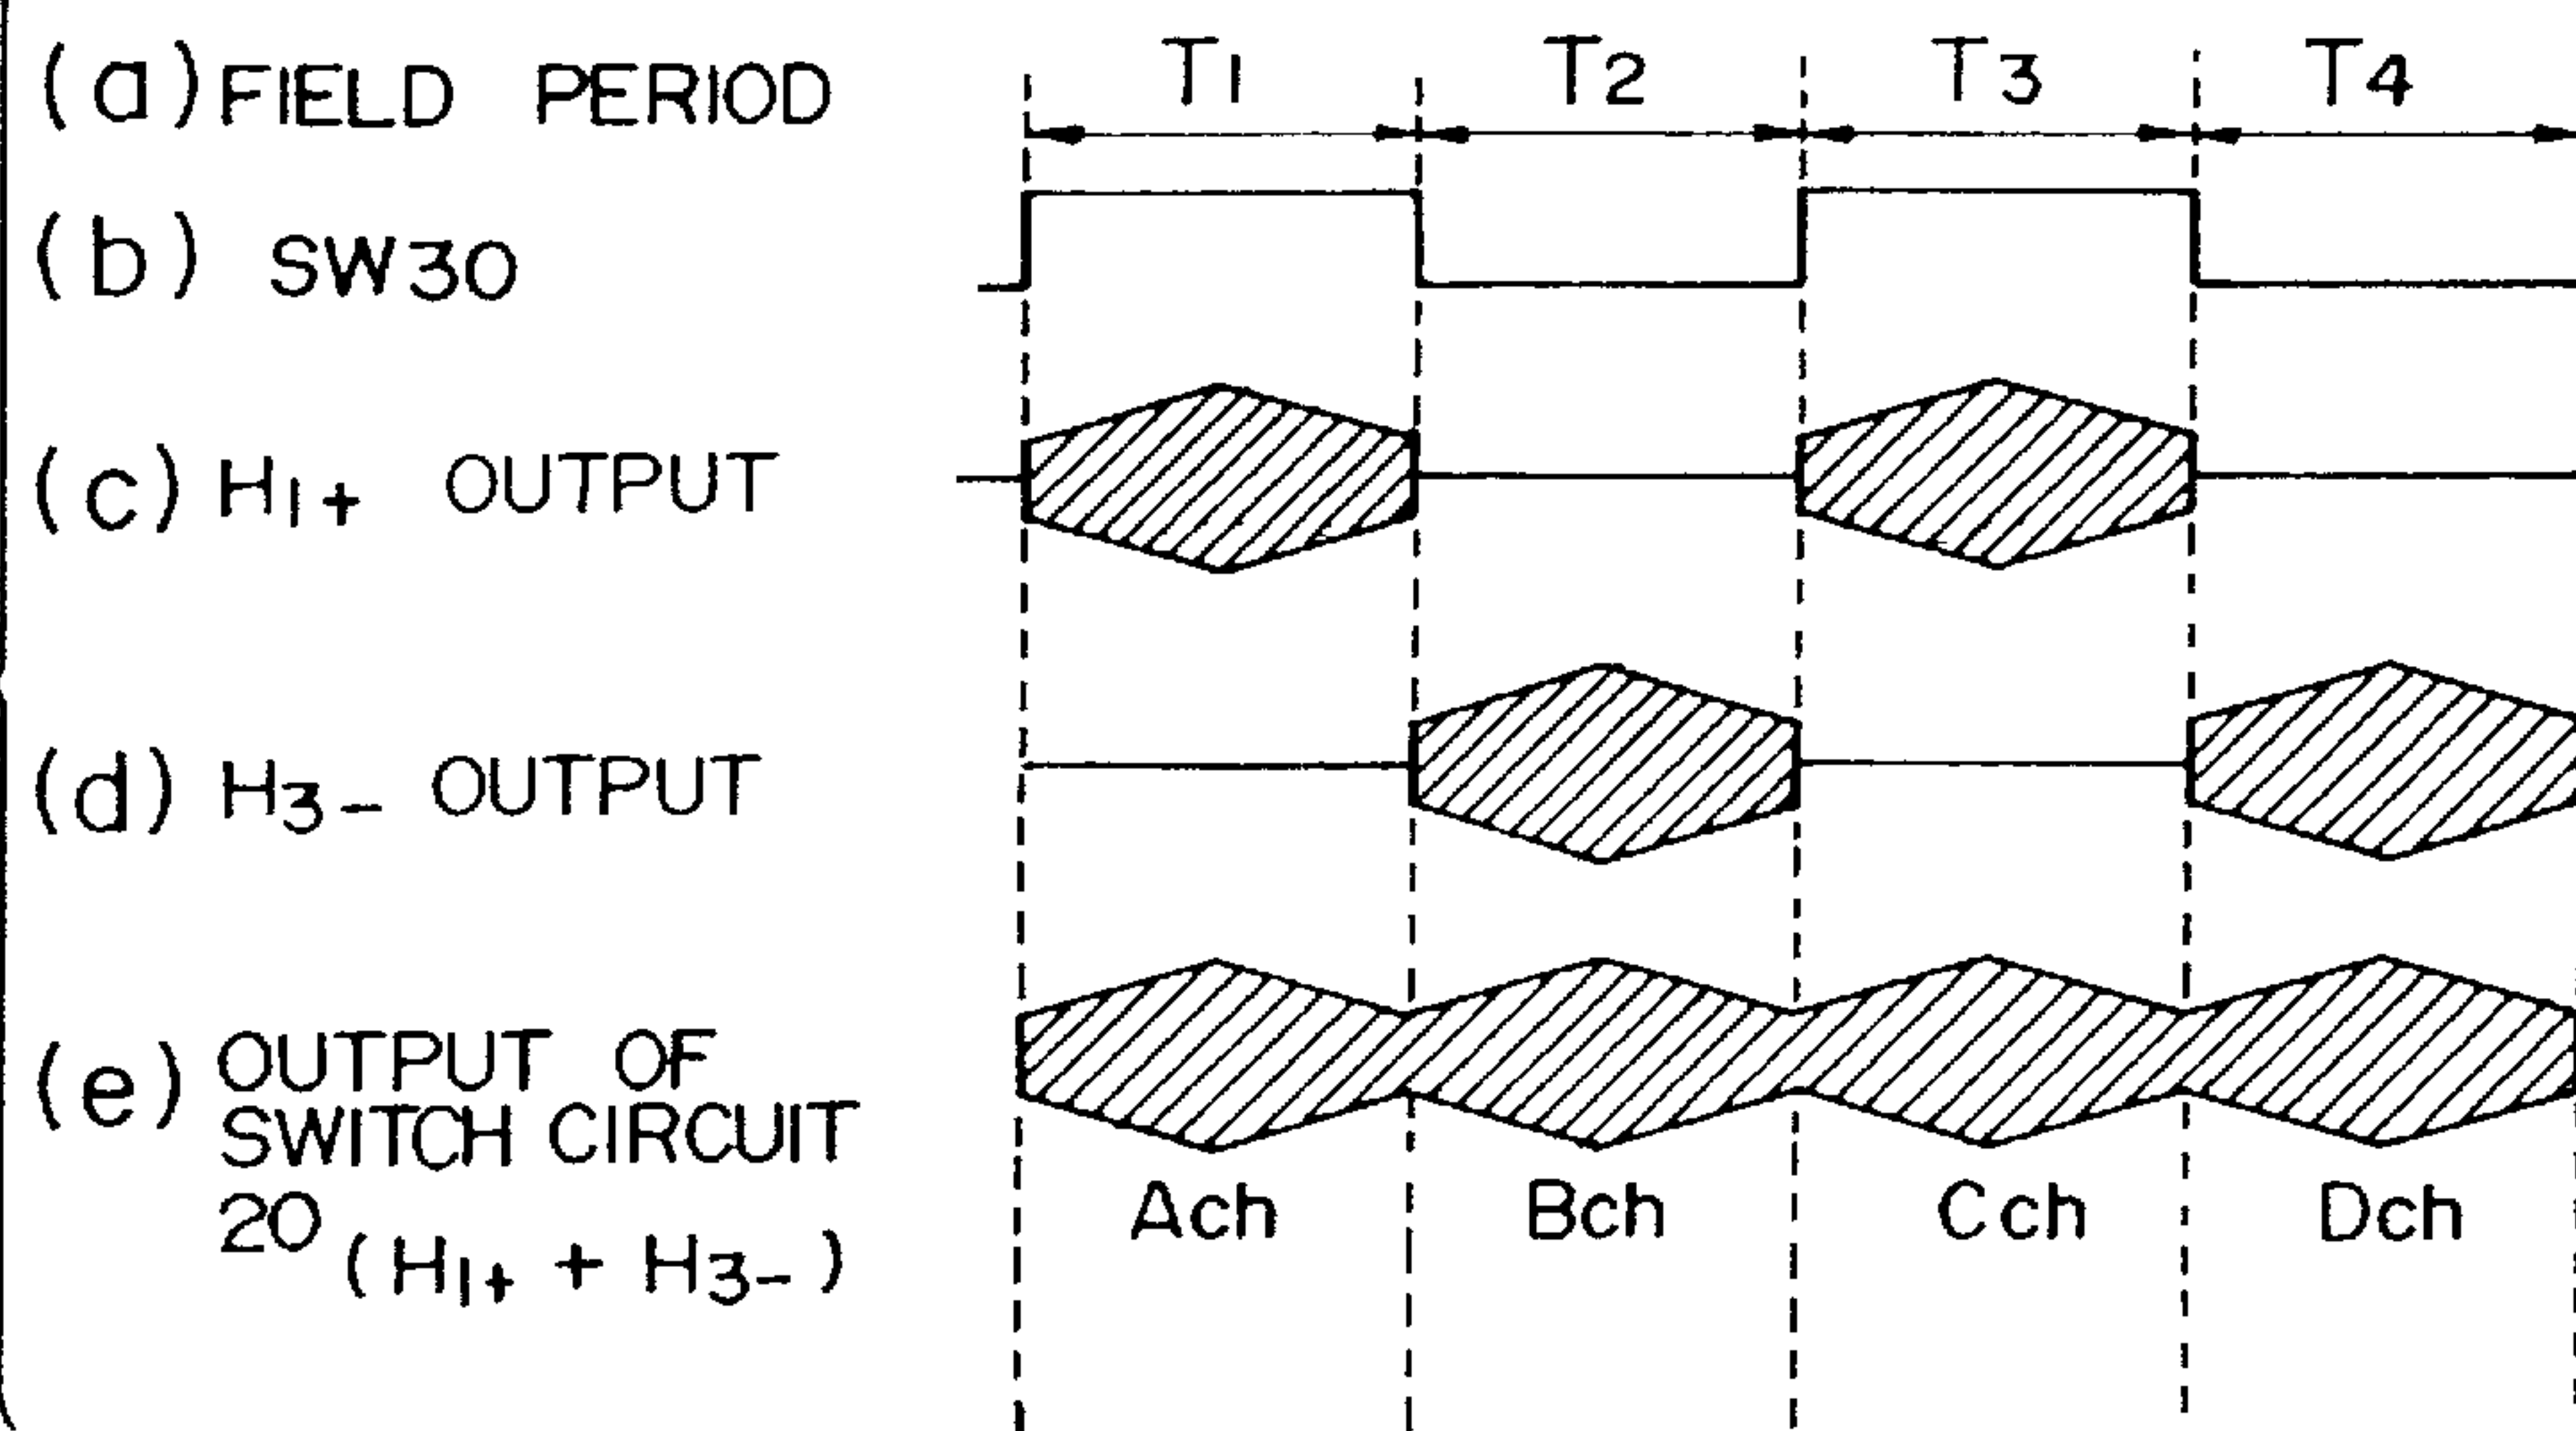 (a) FIELD PERIOD T1 T2 T3 T4
(b) SW30
(c) H1+ OUTPUT
(d) H3- OUTPUT
(e) OUTPUT OF
SWITCH CIRCUIT
20 (H1+ + H3-)
Ach Bch Cch Dch